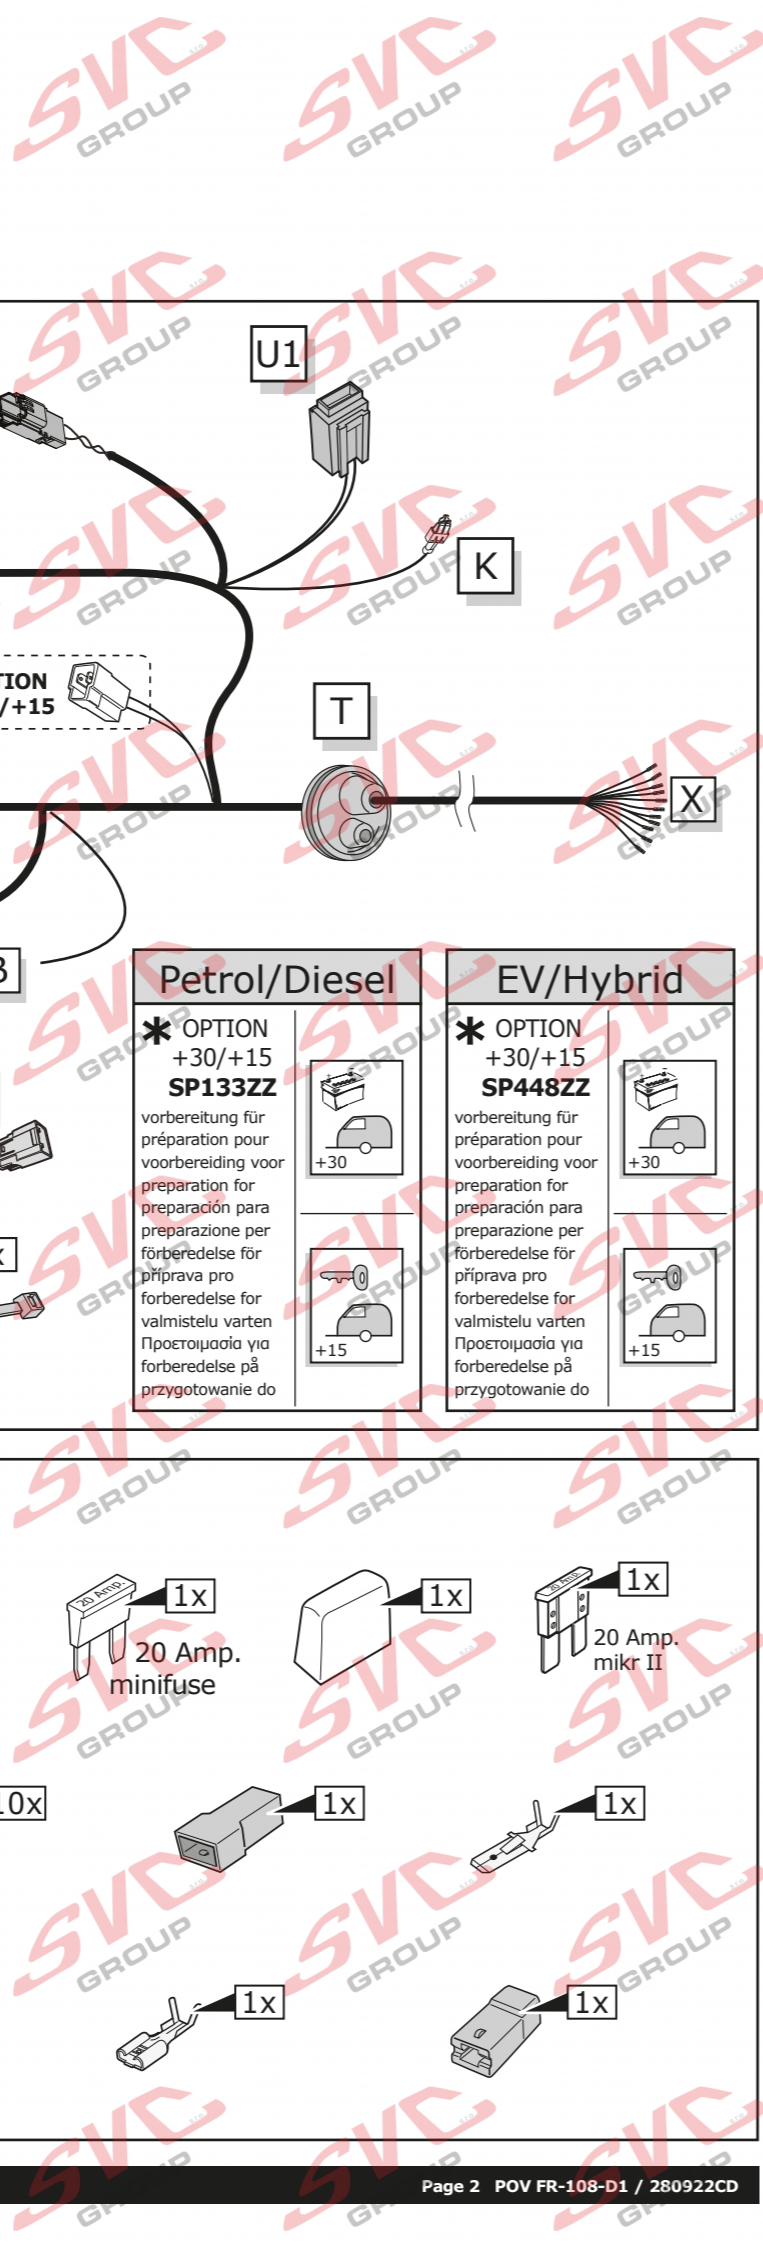 U1
K
TION
/+15
T
X
B
Petrol/Diesel
* OPTION
+30/+15
SP133ZZ
vorbereitung für
préparation pour
voorbereiding voor
preparation for
preparación para
preparazione per
förberedelse för
příprava pro
forberedelse for
valmistelu varten
Προετοιμασία για
forberedelse på
przygotowanie do
+30
+15
EV/Hybrid
* OPTION
+30/+15
SP448ZZ
vorbereitung für
préparation pour
voorbereiding voor
preparation for
preparación para
preparazione per
förberedelse för
příprava pro
forberedelse for
valmistelu varten
Προετοιμασία για
forberedelse på
przygotowanie do
+30
+15
x
20 Amp.
1x
20 Amp.
minifuse
1x
20 Amp.
1x
20 Amp.
mikr II
10x
1x
1x
1x
1x
Page 2 POV FR-108-D1 / 280922CD
SVC
s.r.o.
GROUP